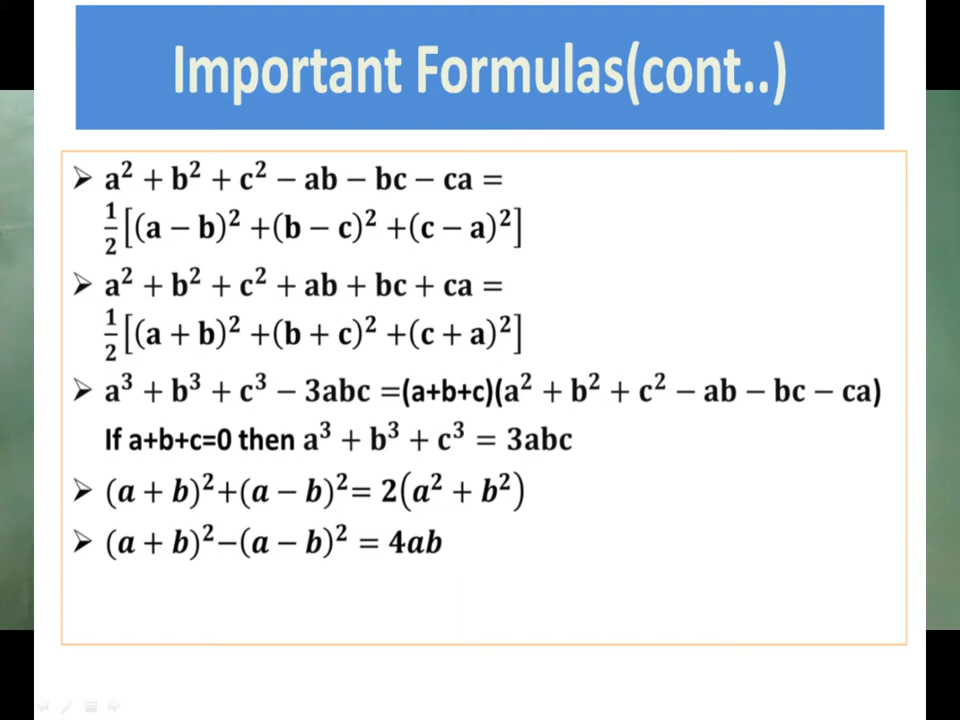 Important Formulas(cont..)
➢ a² + b² + c² − ab − bc − ca =
½[(a − b)² +(b − c)² +(c − a)²]
➢ a² + b² + c² + ab + bc + ca =
½[(a + b)² +(b + c)² +(c + a)²]
➢ a³ + b³ + c³ − 3abc =(a+b+c)(a² + b² + c² − ab − bc − ca)
If a+b+c=0 then a³ + b³ + c³ = 3abc
➢ (a + b)²+(a − b)²= 2(a² + b²)
➢ (a + b)²−(a − b)² = 4ab